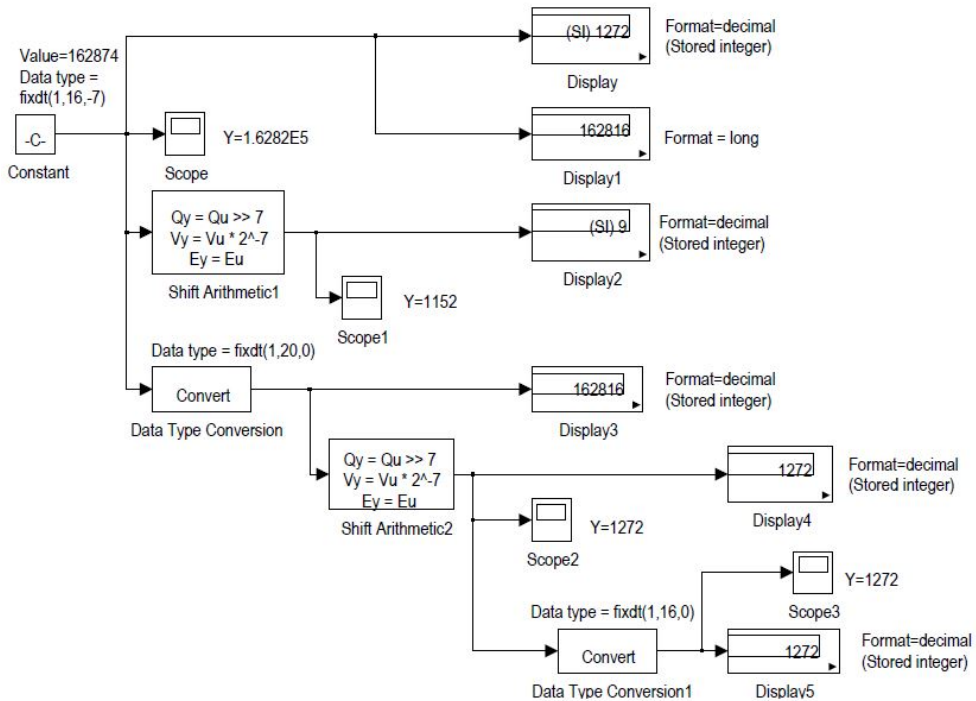 Value=162874
Data type =
fixdt(1,16,-7)
-C-
Constant
Scope
Y=1.6282E5
(SI) 1272
Display
Format=decimal
(Stored integer)
162816
Display1
Format = long
Qy = Qu >> 7
Vy = Vu * 2^-7
Ey = Eu
Shift Arithmetic1
(SI) 9
Display2
Format=decimal
(Stored integer)
Scope1
Y=1152
Data type = fixdt(1,20,0)
Convert
Data Type Conversion
162816
Display3
Format=decimal
(Stored integer)
Qy = Qu >> 7
Vy = Vu * 2^-7
Ey = Eu
Shift Arithmetic2
1272
Display4
Format=decimal
(Stored integer)
Scope2
Y=1272
Scope3
Y=1272
Data type = fixdt(1,16,0)
Convert
Data Type Conversion1
1272
Display5
Format=decimal
(Stored integer)